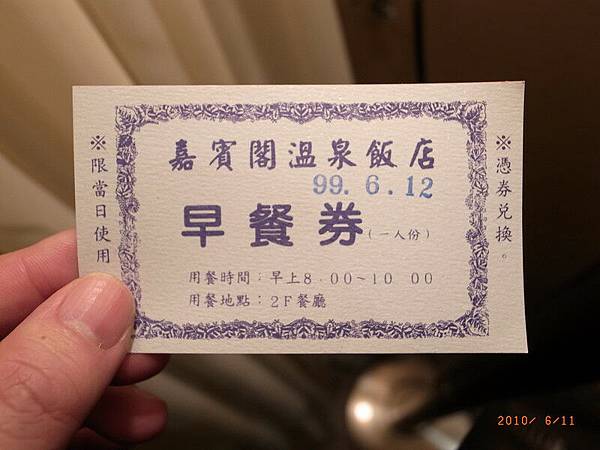 嘉賓閣溫泉飯店
99. 6. 12
早餐券(一人份)
用餐時間：早上8：00～10：00
用餐地點：2F餐廳
※限當日使用
※憑券兌換。
2010/ 6/11